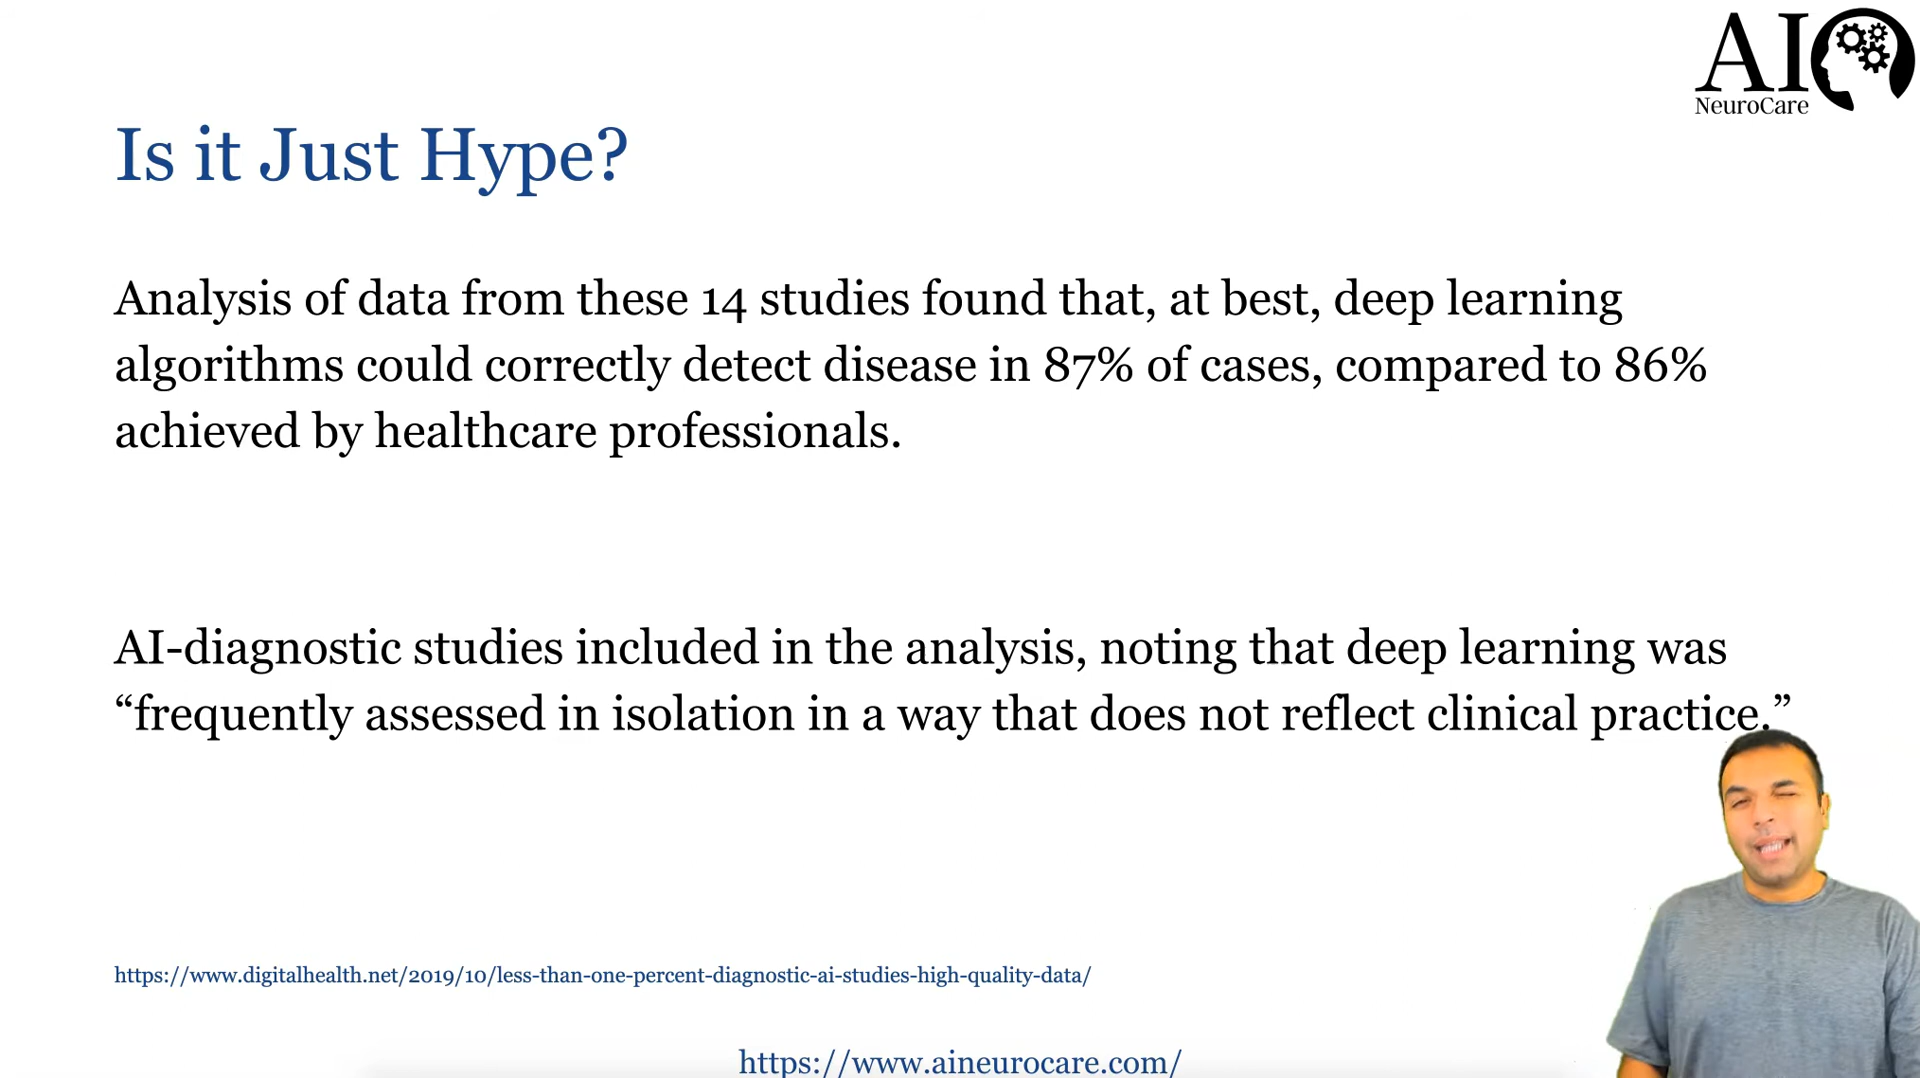 AI
NeuroCare
Is it Just Hype?
Analysis of data from these 14 studies found that, at best, deep learning
algorithms could correctly detect disease in 87% of cases, compared to 86%
achieved by healthcare professionals.
AI-diagnostic studies included in the analysis, noting that deep learning was
“frequently assessed in isolation in a way that does not reflect clinical practice.”
https://www.digitalhealth.net/2019/10/less-than-one-percent-diagnostic-ai-studies-high-quality-data/
https://www.aineurocare.com/